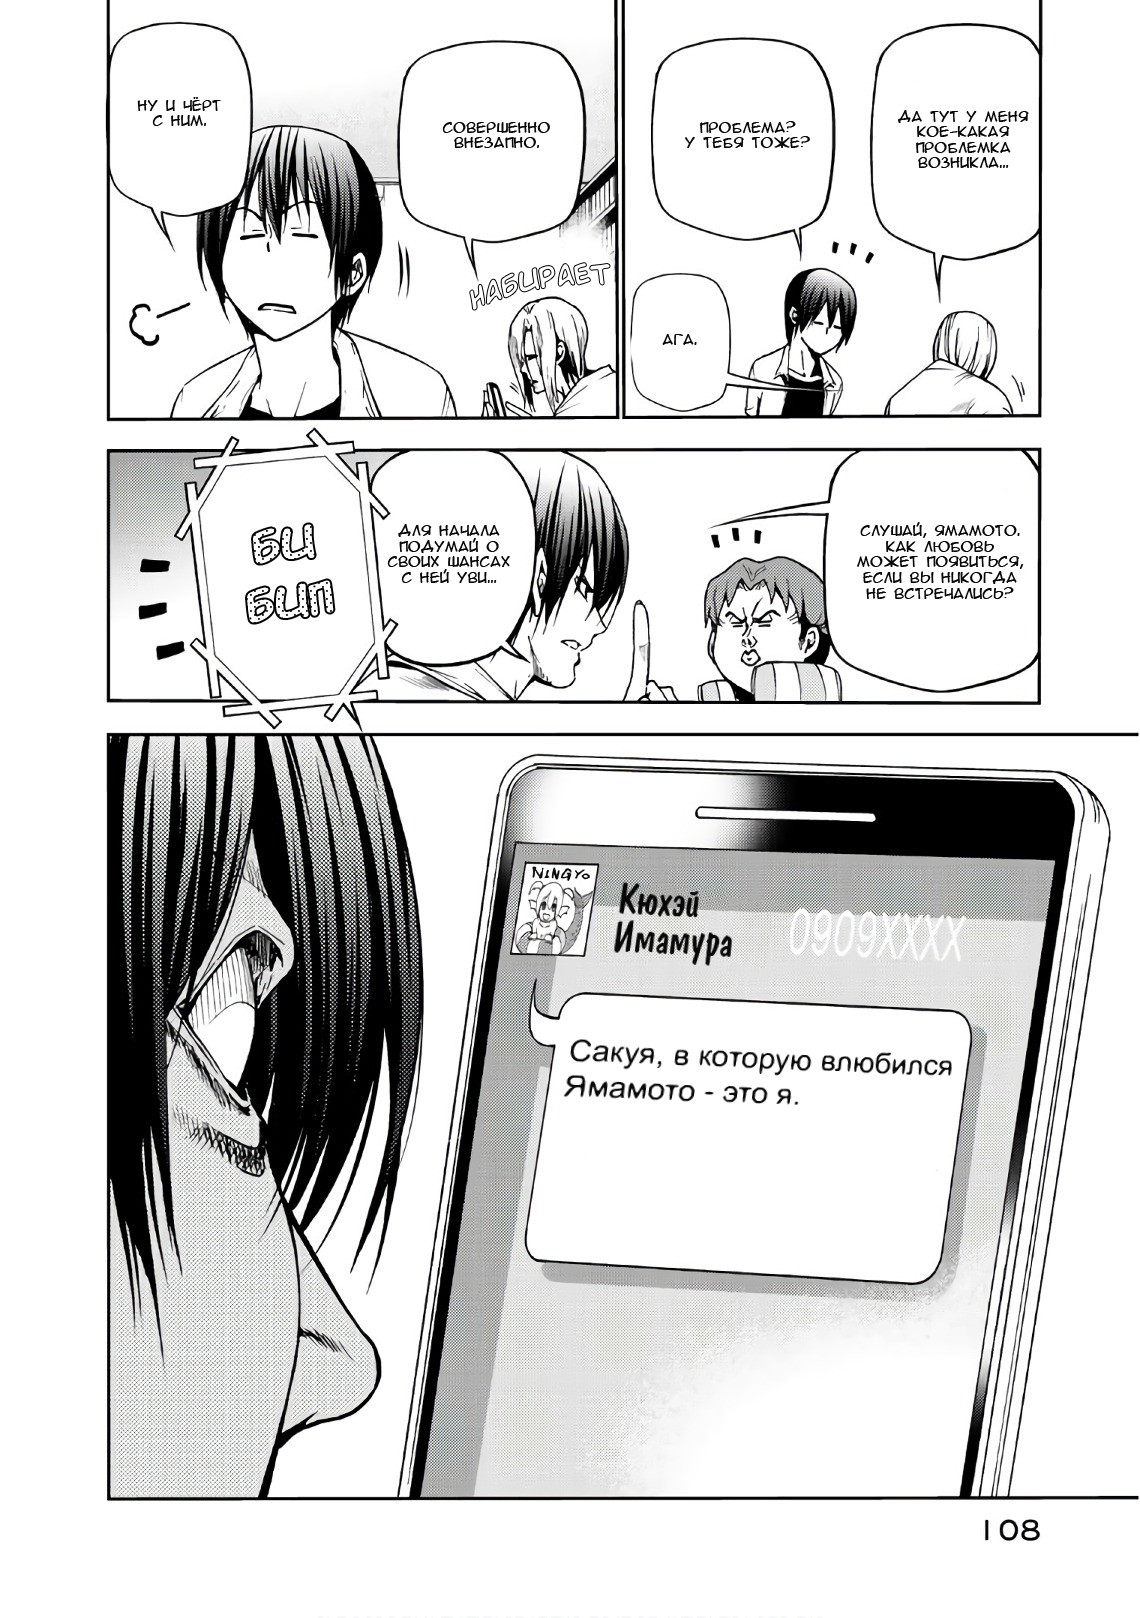 ДА ТУТ У МЕНЯ
КОЕ-КАКАЯ
ПРОБЛЕМКА
ВОЗНИКЛА...
ПРОБЛЕМА?
У ТЕБЯ ТОЖЕ?
АГА.
СОВЕРШЕННО
ВНЕЗАПНО.
НАБИРАЕТ
НУ И ЧЁРТ
С НИМ.
СЛУШАЙ, ЯМАМОТО.
КАК ЛЮБОВЬ
МОЖЕТ ПОЯВИТЬСЯ,
ЕСЛИ ВЫ НИКОГДА
НЕ ВСТРЕЧАЛИСЬ?
ДЛЯ НАЧАЛА
ПОДУМАЙ О
СВОИХ ШАНСАХ
С НЕЙ УВИ...
БИ
БИП
NINGYO
Кюхэй
Имамура
0909XXXX
Сакуя, в которую влюбился
Ямамото - это я.
108